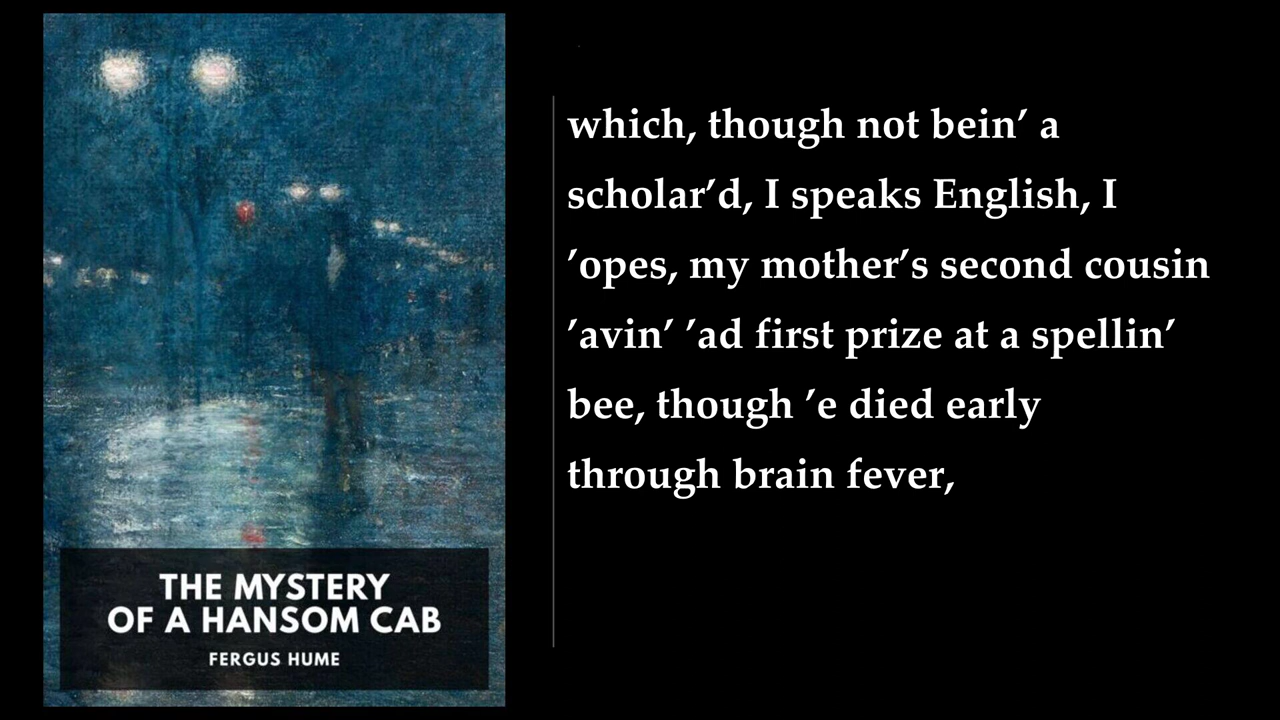 THE MYSTERY
OF A HANSOM CAB
FERGUS HUME
which, though not bein’ a
scholar’d, I speaks English, I
’opes, my mother’s second cousin
’avin’ ’ad first prize at a spellin’
bee, though ’e died early
through brain fever,